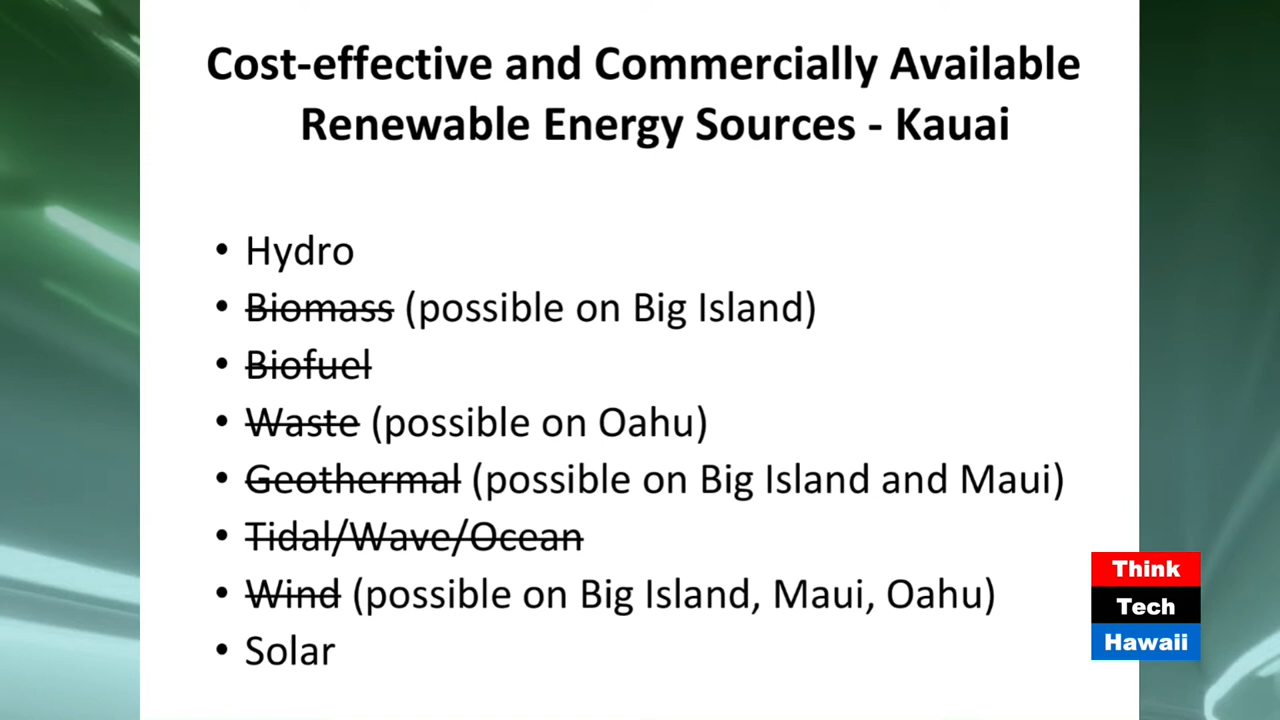 Cost-effective and Commercially Available
Renewable Energy Sources - Kauai
• Hydro
• ~~Biomass~~ (possible on Big Island)
• ~~Biofuel~~
• ~~Waste~~ (possible on Oahu)
• ~~Geothermal~~ (possible on Big Island and Maui)
• ~~Tidal/Wave/Ocean~~
• ~~Wind~~ (possible on Big Island, Maui, Oahu)
• Solar
Think
Tech
Hawaii